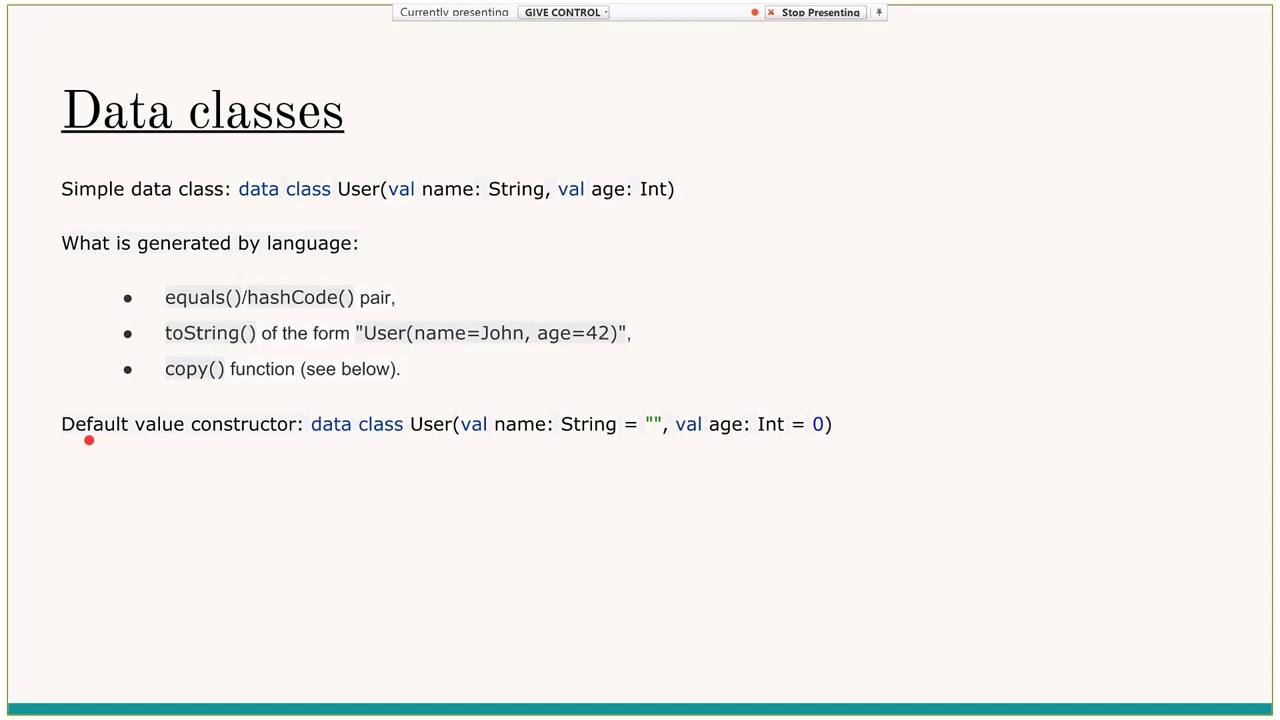 Currently presenting GIVE CONTROL Stop Presenting
Data classes
Simple data class: data class User(val name: String, val age: Int)
What is generated by language:
● equals()/hashCode() pair,
● toString() of the form "User(name=John, age=42)",
● copy() function (see below).
Default value constructor: data class User(val name: String = "", val age: Int = 0)